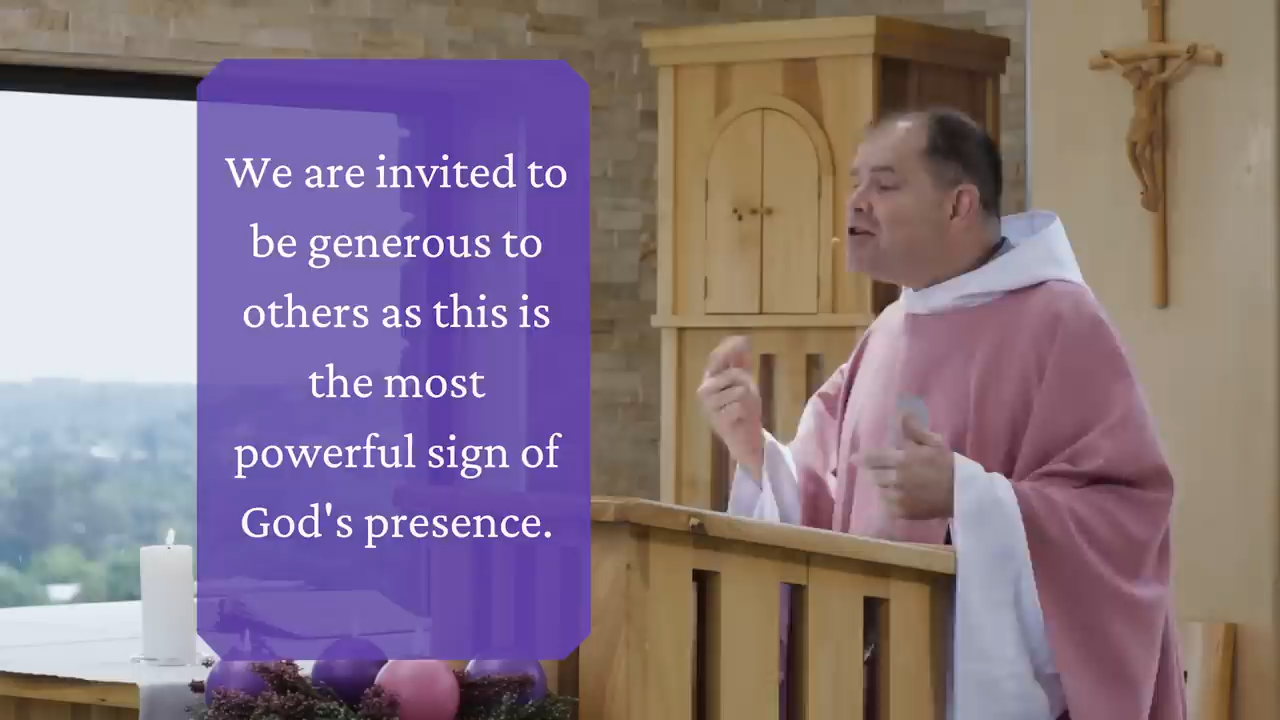 We are invited to
be generous to
others as this is
the most
powerful sign of
God's presence.